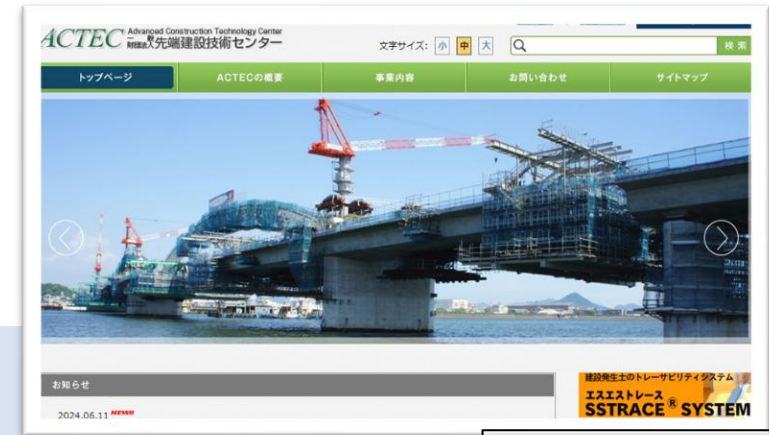 ACTEC Advanced Construction Technology Center
一般財団法人 先端建設技術センター
文字サイズ: 小 中 大 検索
トップページ ACTECの概要 事業内容 お問い合わせ サイトマップ
お知らせ
2024.06.11 NEW!!
建設発生土のトレーサビリティシステム
エスエストレース
SSTRACE® SYSTEM